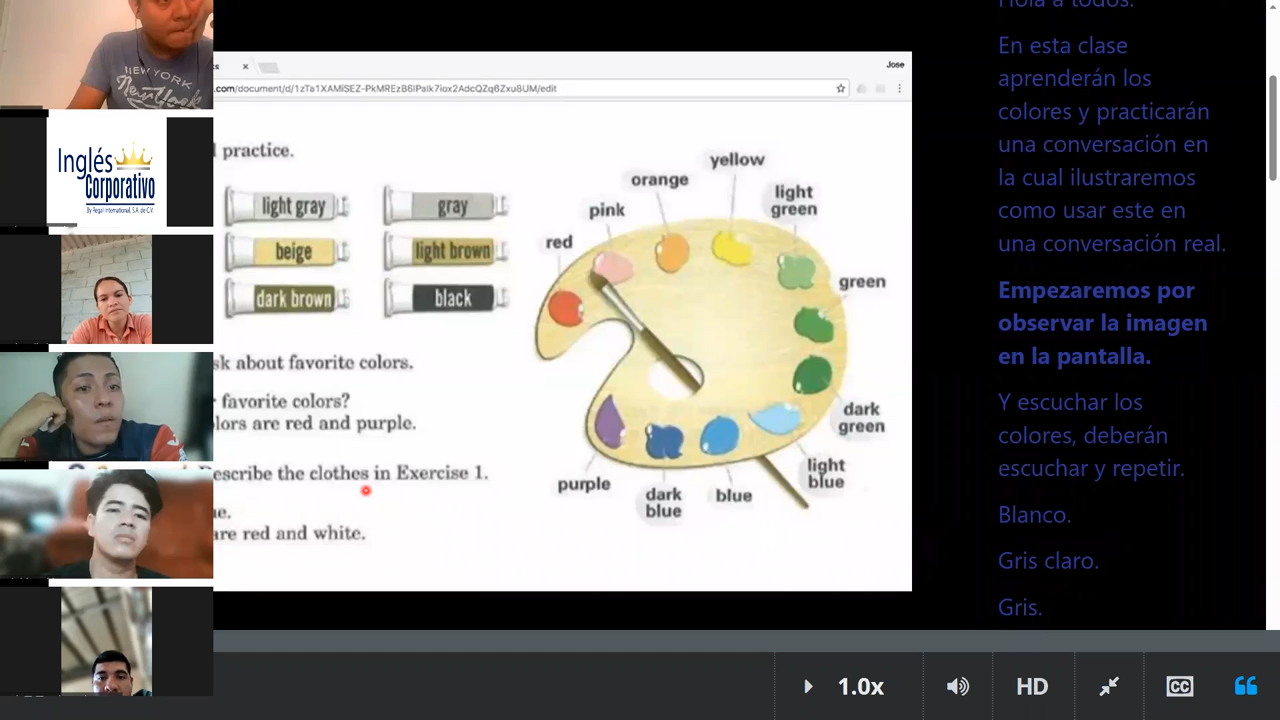 NEW YORK
New York
Inglés
Corporativo
By Regal International, S.A. de C.V.
Jose
.com/document/d/1zTa1XAMiSEZ-PkMREzB6lPalk7iox2AdcQZq6Zxu8UM/edit
practice.
light gray
gray
beige
light brown
dark brown
black
sk about favorite colors.
favorite colors?
lors are red and purple.
escribe the clothes in Exercise 1.
e.
are red and white.
yellow
orange
light
green
pink
red
green
dark
green
light
blue
purple
dark
blue
blue
Hola a todos.
En esta clase
aprenderán los
colores y practicarán
una conversación en
la cual ilustraremos
como usar este en
una conversación real.
Empezaremos por
observar la imagen
en la pantalla.
Y escuchar los
colores, deberán
escuchar y repetir.
Blanco.
Gris claro.
Gris.
1.0x
HD
CC